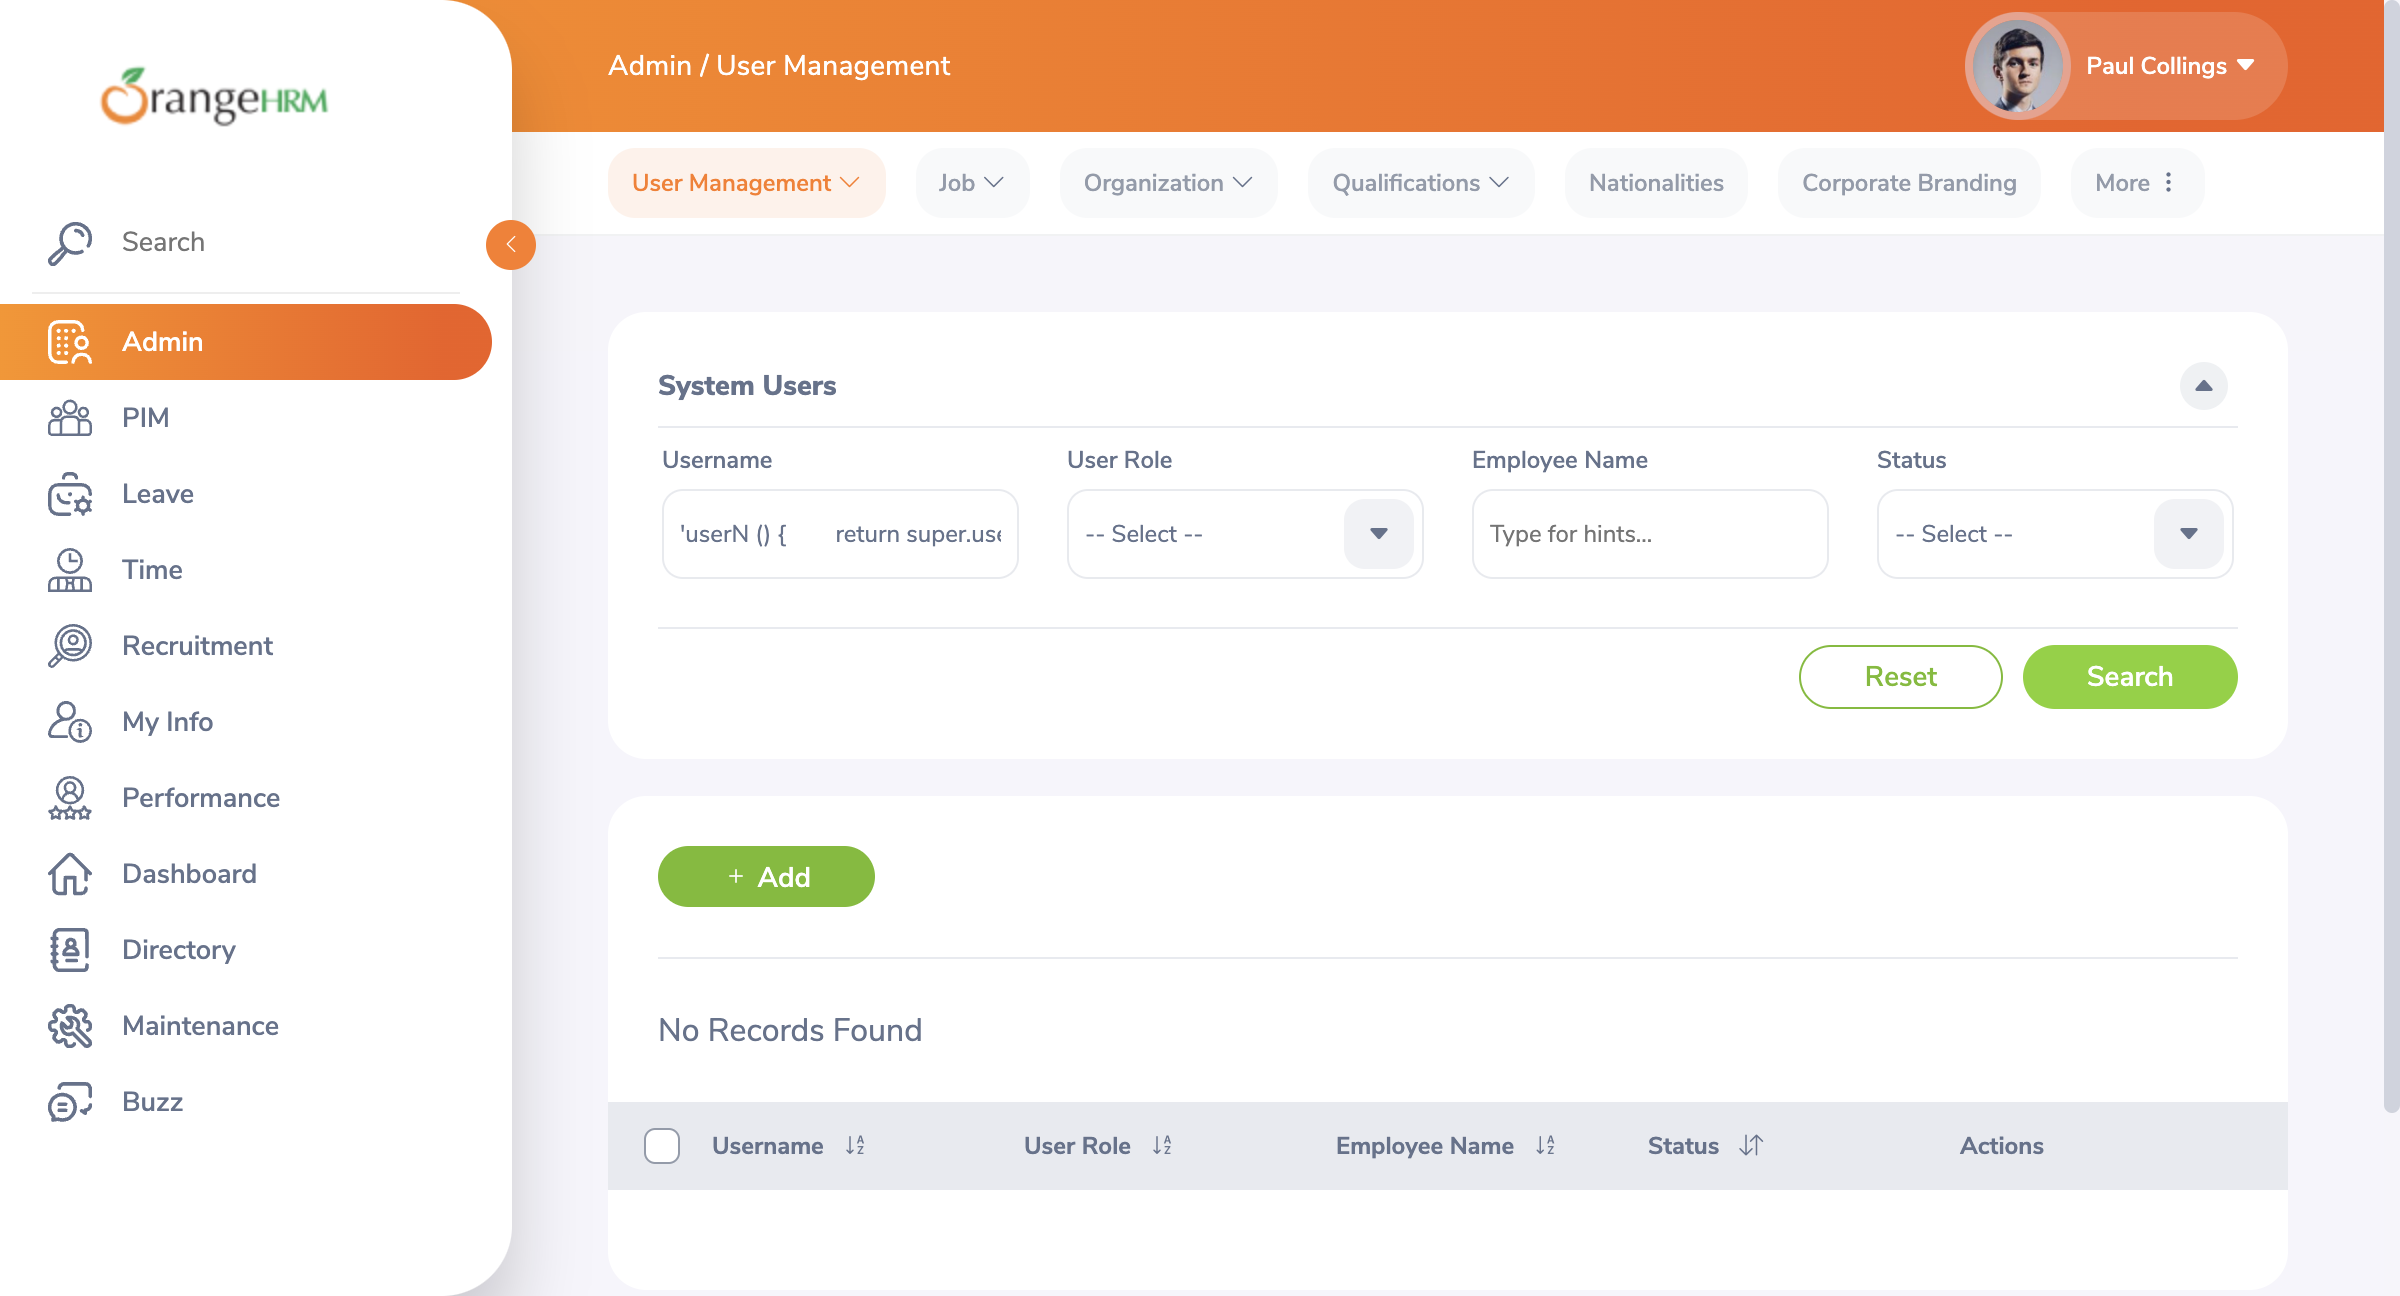 OrangeHRM
Search
Admin
PIM
Leave
Time
Recruitment
My Info
Performance
Dashboard
Directory
Maintenance
Buzz
Admin / User Management
Paul Collings
User Management
Job
Organization
Qualifications
Nationalities
Corporate Branding
More
System Users
Username
User Role
Employee Name
Status
'userN () { return super.use
-- Select --
Type for hints...
-- Select --
Reset
Search
+ Add
No Records Found
Username
User Role
Employee Name
Status
Actions